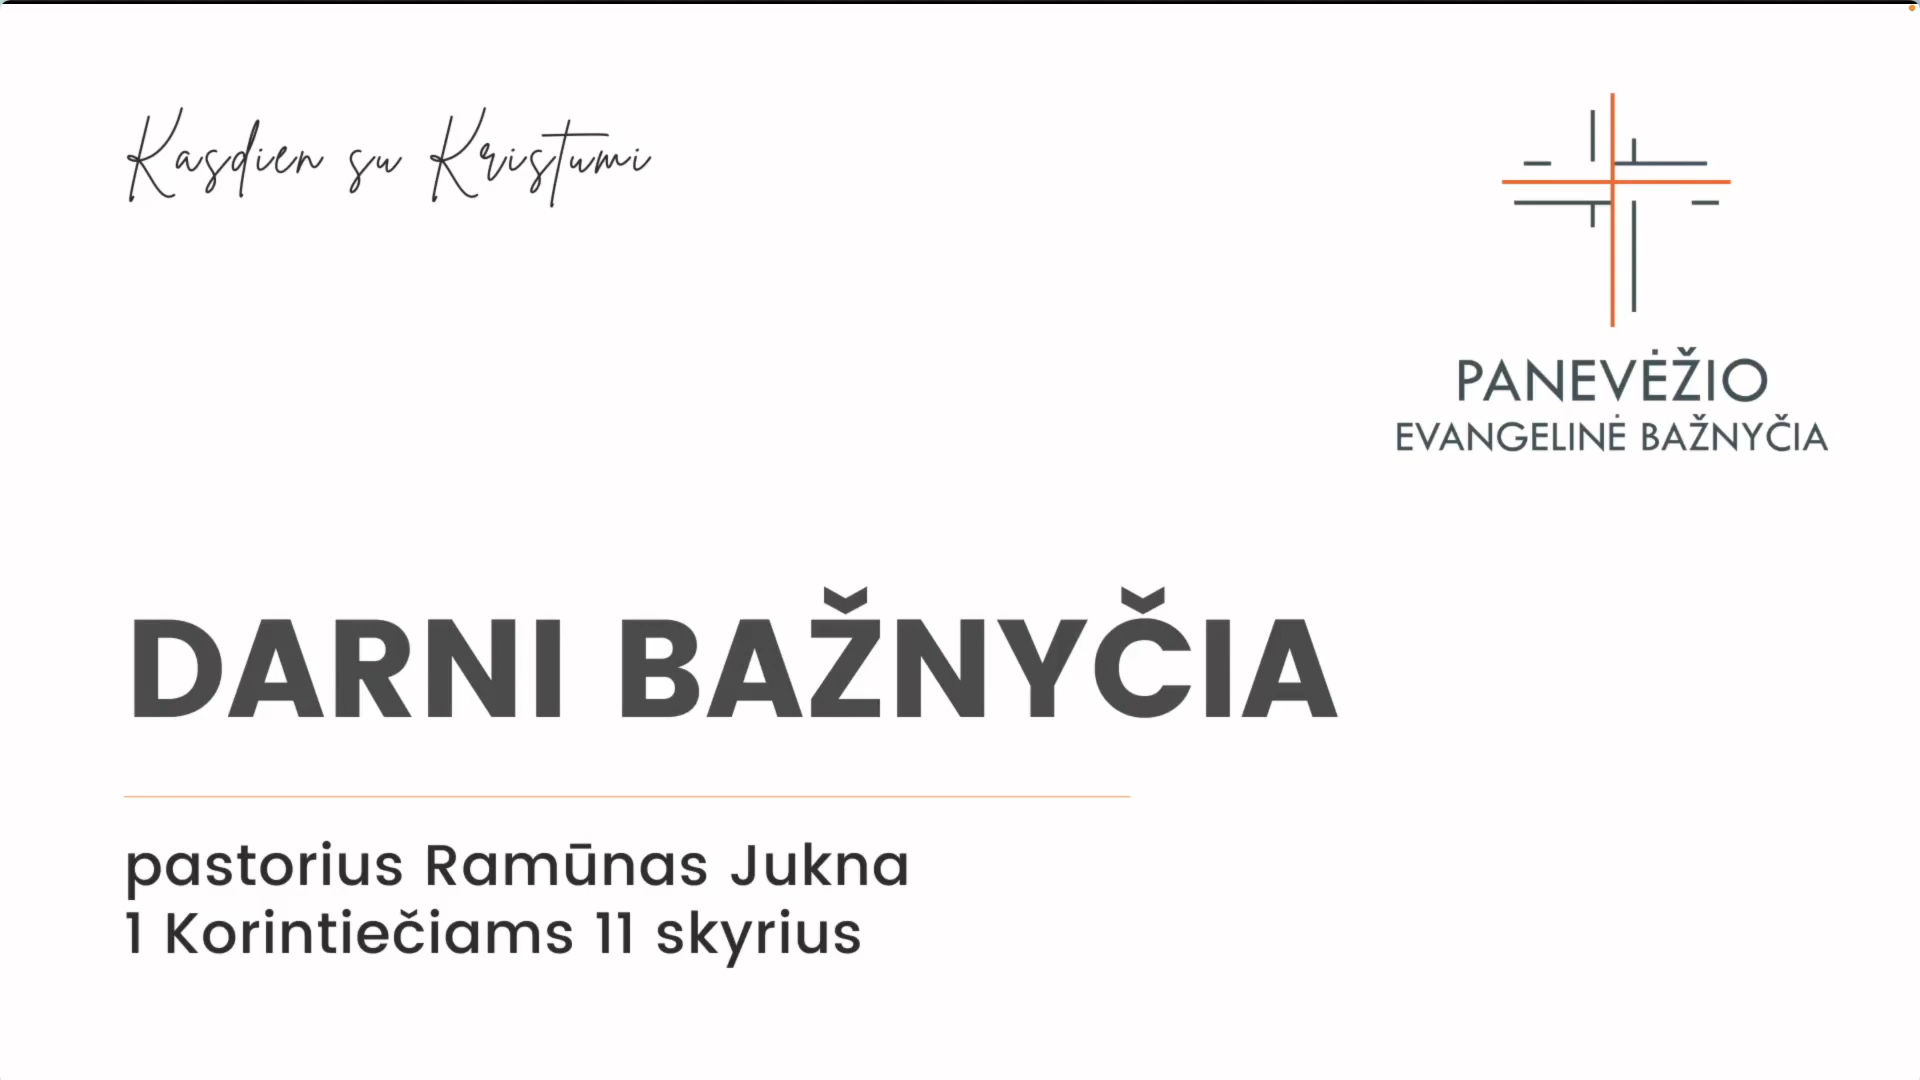 Kasdien su Kristumi
PANEVĖŽIO
EVANGELINĖ BAŽNYČIA
DARNI BAŽNYČIA
pastorius Ramūnas Jukna
1 Korintiečiams 11 skyrius